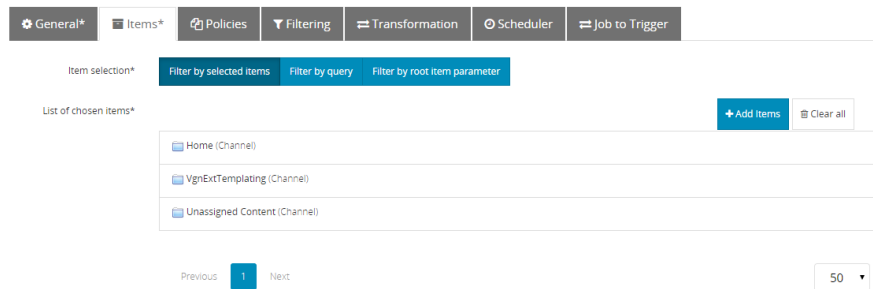 General* Items* Policies Filtering Transformation Scheduler Job to Trigger
Item selection* Filter by selected items Filter by query Filter by root item parameter
List of chosen items* Add Items Clear all
Home (Channel)
VgnExtTemplating (Channel)
Unassigned Content (Channel)
Previous 1 Next 50